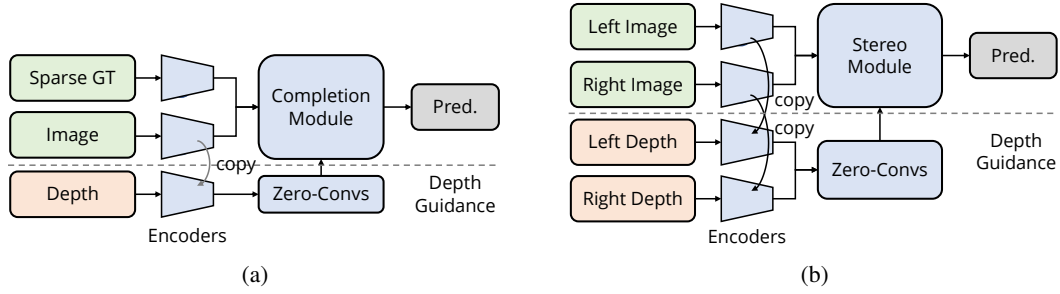 Sparse GT
Image
Depth
copy
Encoders
Completion
Module
Zero-Convs
Pred.
Depth
Guidance
(a)
Left Image
Right Image
Left Depth
Right Depth
copy
copy
Encoders
Stereo
Module
Zero-Convs
Pred.
Depth
Guidance
(b)